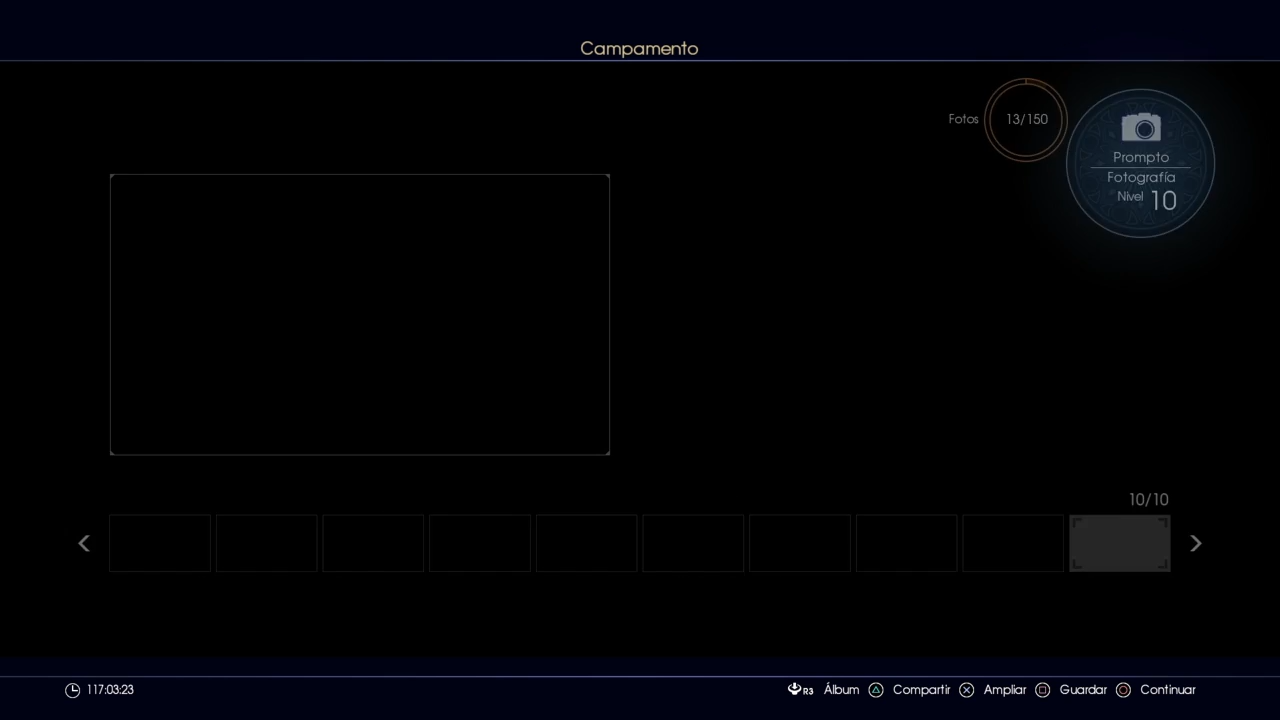 Campamento
Fotos 13/150
Prompto
Fotografía
Nivel 10
10/10
117:03:23
R3 Álbum Compartir Ampliar Guardar Continuar